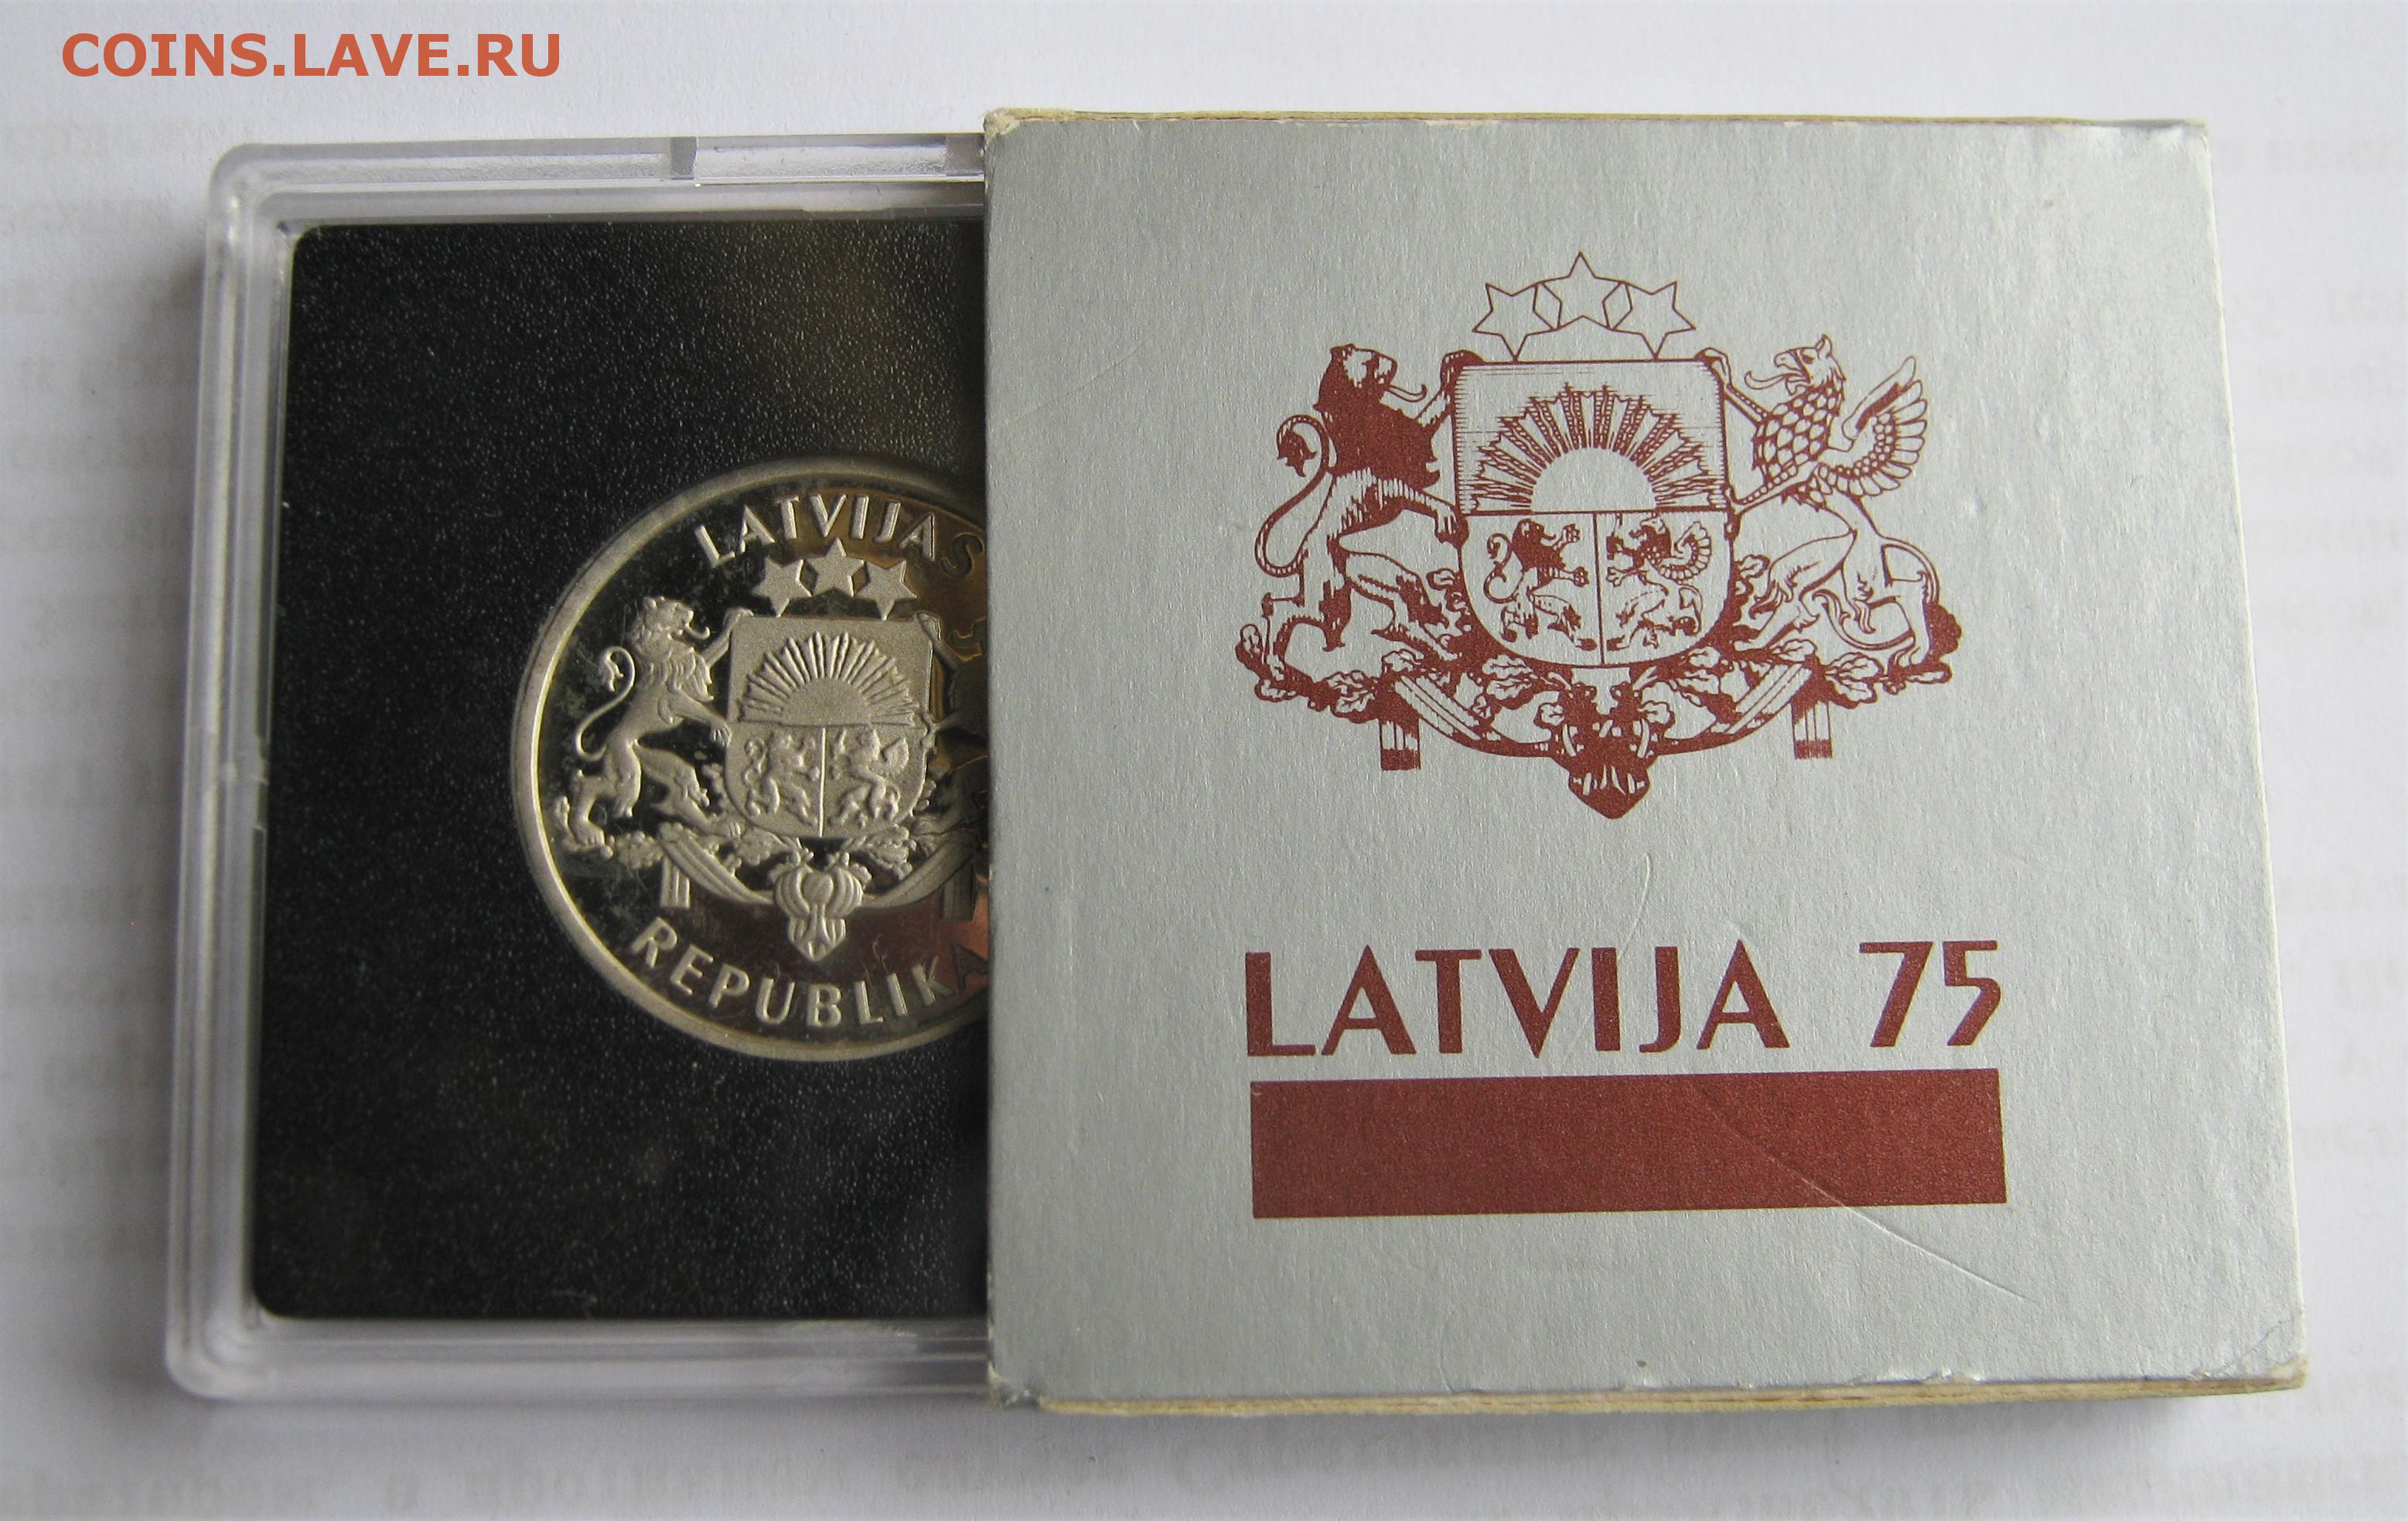 COINS.LAVE.RU
LATVIJAS
REPUBLIKA
LATVIJA 75